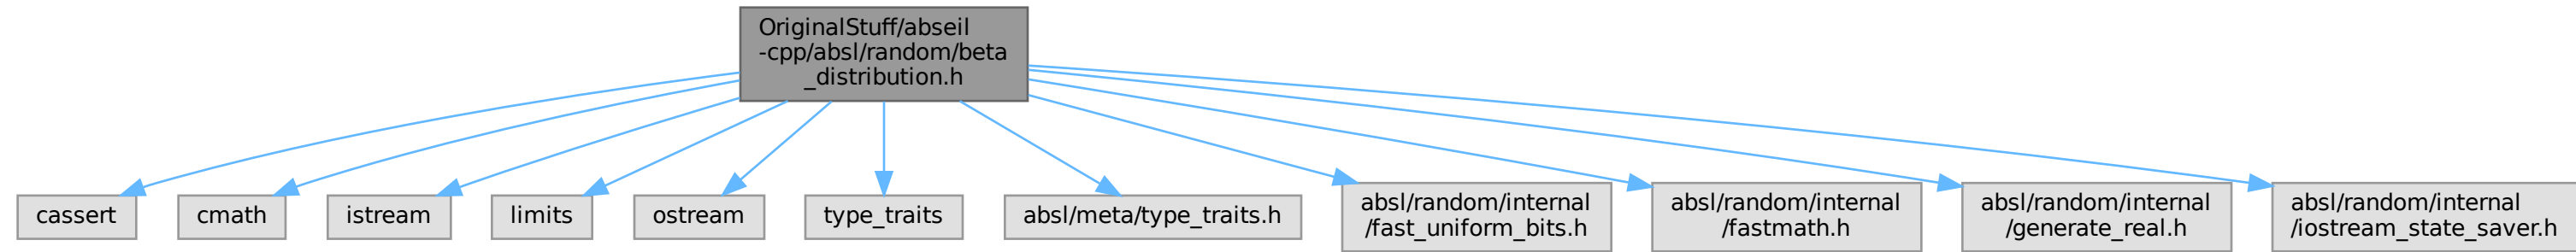 OriginalStuff/abseil
-cpp/absl/random/beta
_distribution.h
cassert
cmath
istream
limits
ostream
type_traits
absl/meta/type_traits.h
absl/random/internal
/fast_uniform_bits.h
absl/random/internal
/fastmath.h
absl/random/internal
/generate_real.h
absl/random/internal
/iostream_state_saver.h